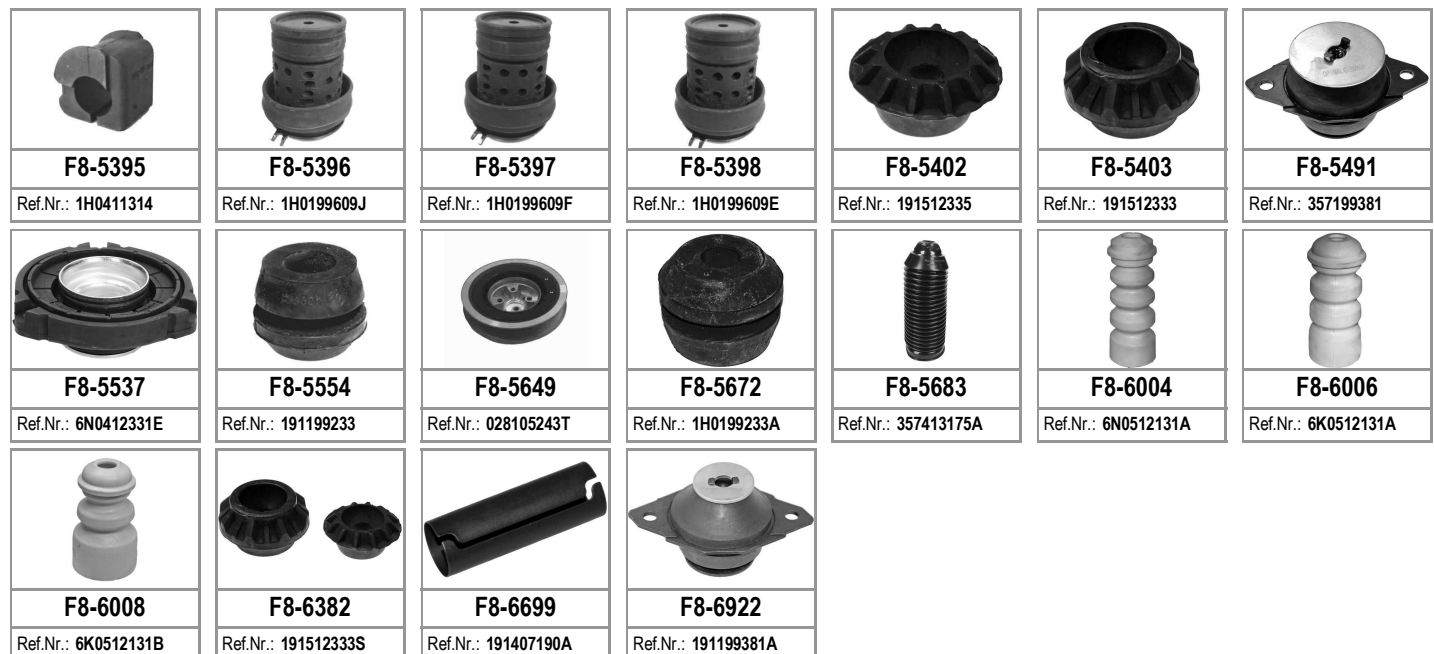 F8-5395
Ref.Nr.: 1H0411314
F8-5396
Ref.Nr.: 1H0199609J
F8-5397
Ref.Nr.: 1H0199609F
F8-5398
Ref.Nr.: 1H0199609E
F8-5402
Ref.Nr.: 191512335
F8-5403
Ref.Nr.: 191512333
F8-5491
Ref.Nr.: 357199381
F8-5537
Ref.Nr.: 6N0412331E
F8-5554
Ref.Nr.: 191199233
F8-5649
Ref.Nr.: 028105243T
F8-5672
Ref.Nr.: 1H0199233A
F8-5683
Ref.Nr.: 357413175A
F8-6004
Ref.Nr.: 6N0512131A
F8-6006
Ref.Nr.: 6K0512131A
F8-6008
Ref.Nr.: 6K0512131B
F8-6382
Ref.Nr.: 191512333S
F8-6699
Ref.Nr.: 191407190A
F8-6922
Ref.Nr.: 191199381A